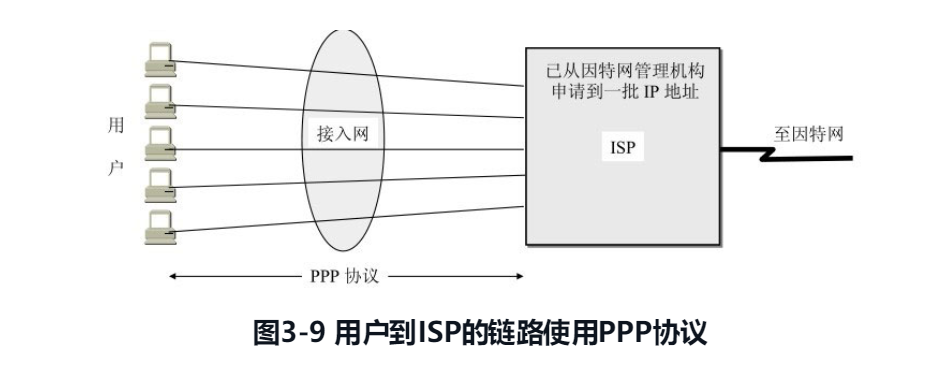 已从因特网管理机构
申请到一批 IP 地址
用
户
接入网
ISP
至因特网
PPP 协议
图3-9 用户到ISP的链路使用PPP协议